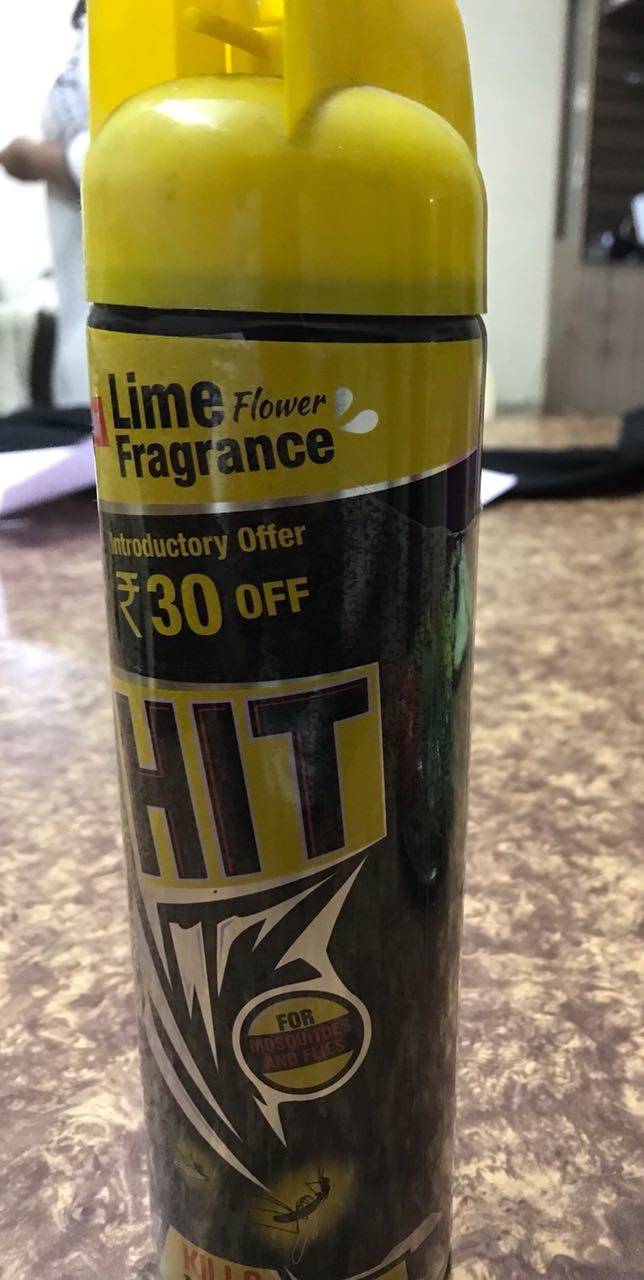 Lime Flower
Fragrance
Introductory Offer
₹30 OFF
HIT
FOR
MOSQUITOES
AND FLIES